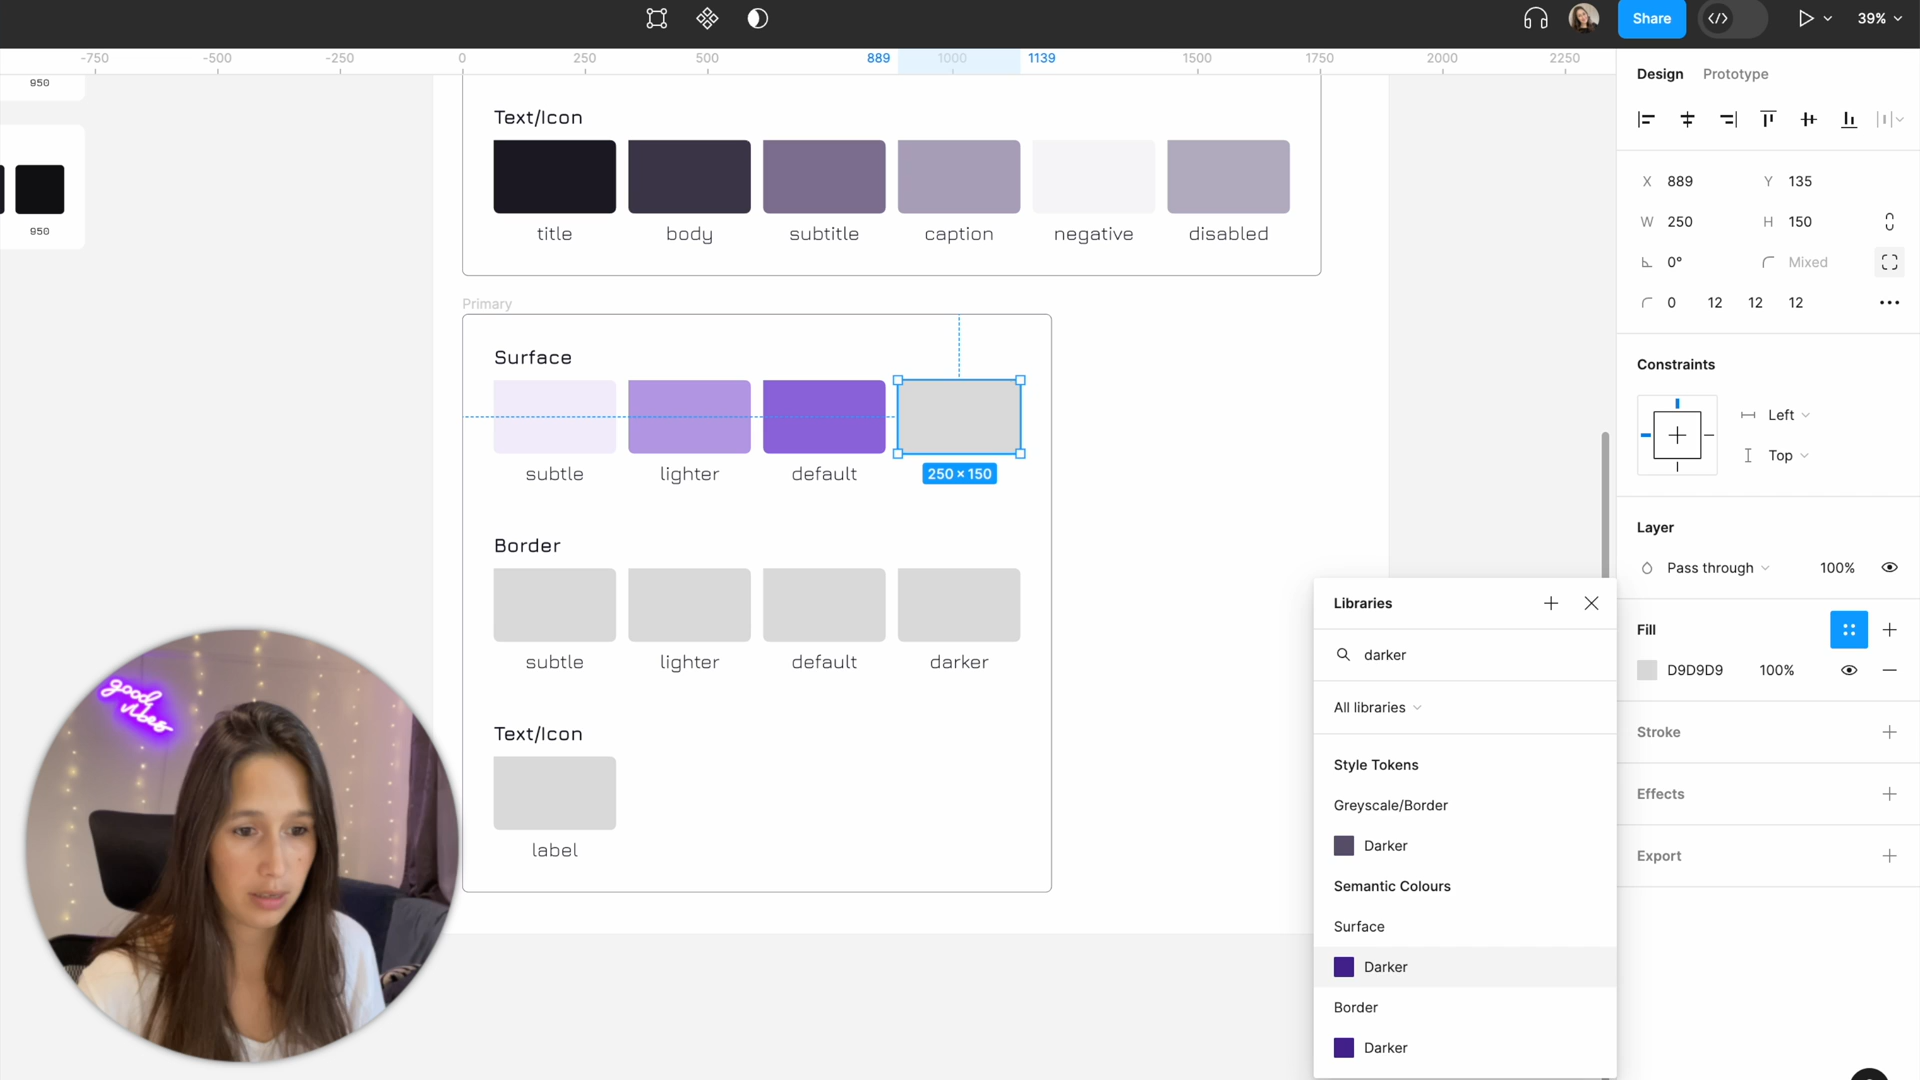 Share
39%
-750 -500 -250 0 250 500 889 1000 1139 1500 1750 2000 2250
Design Prototype
950
950
Text/Icon
title body subtitle caption negative disabled
X 889 Y 135
W 250 H 150
0° Mixed
0 12 12 12
Primary
Surface
subtle lighter default 250 × 150
Border
subtle lighter default darker
Text/Icon
label
good
vibes
Constraints
Left
Top
Layer
Pass through 100%
Fill
D9D9D9 100%
Stroke
Effects
Export
Libraries
darker
All libraries
Style Tokens
Greyscale/Border
Darker
Semantic Colours
Surface
Darker
Border
Darker